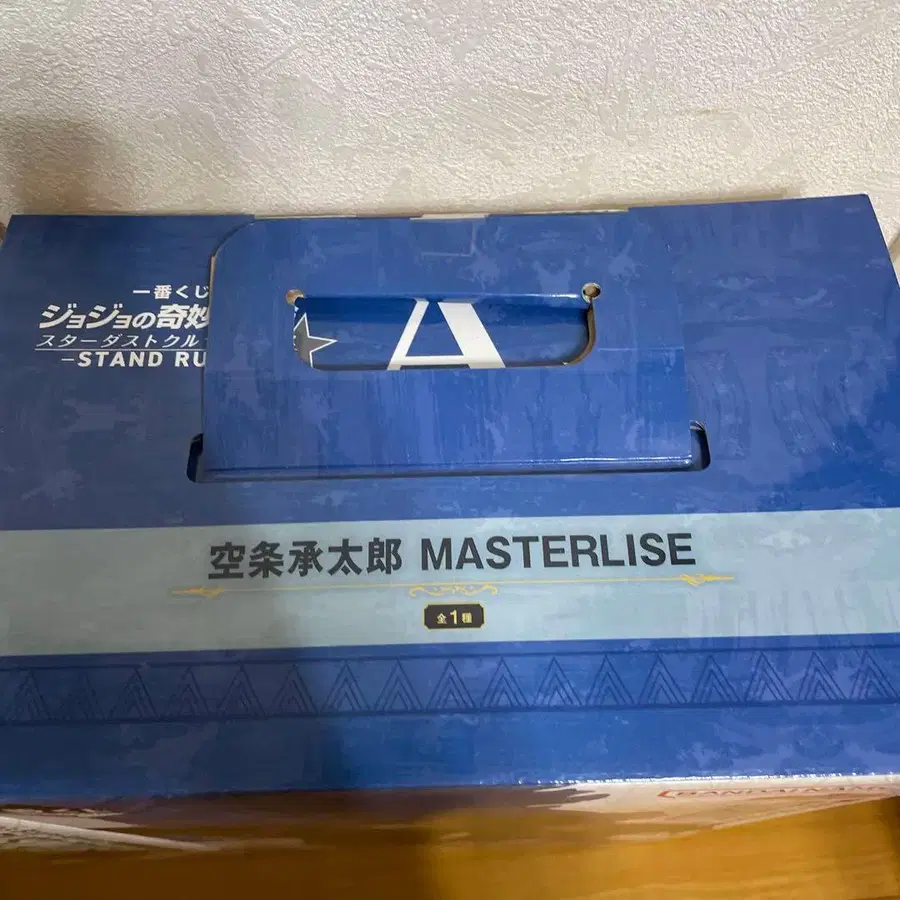 一番くじ
ジョジョの奇妙
スターダストクル
-STAND RU
A
空条承太郎 MASTERLISE
全1種